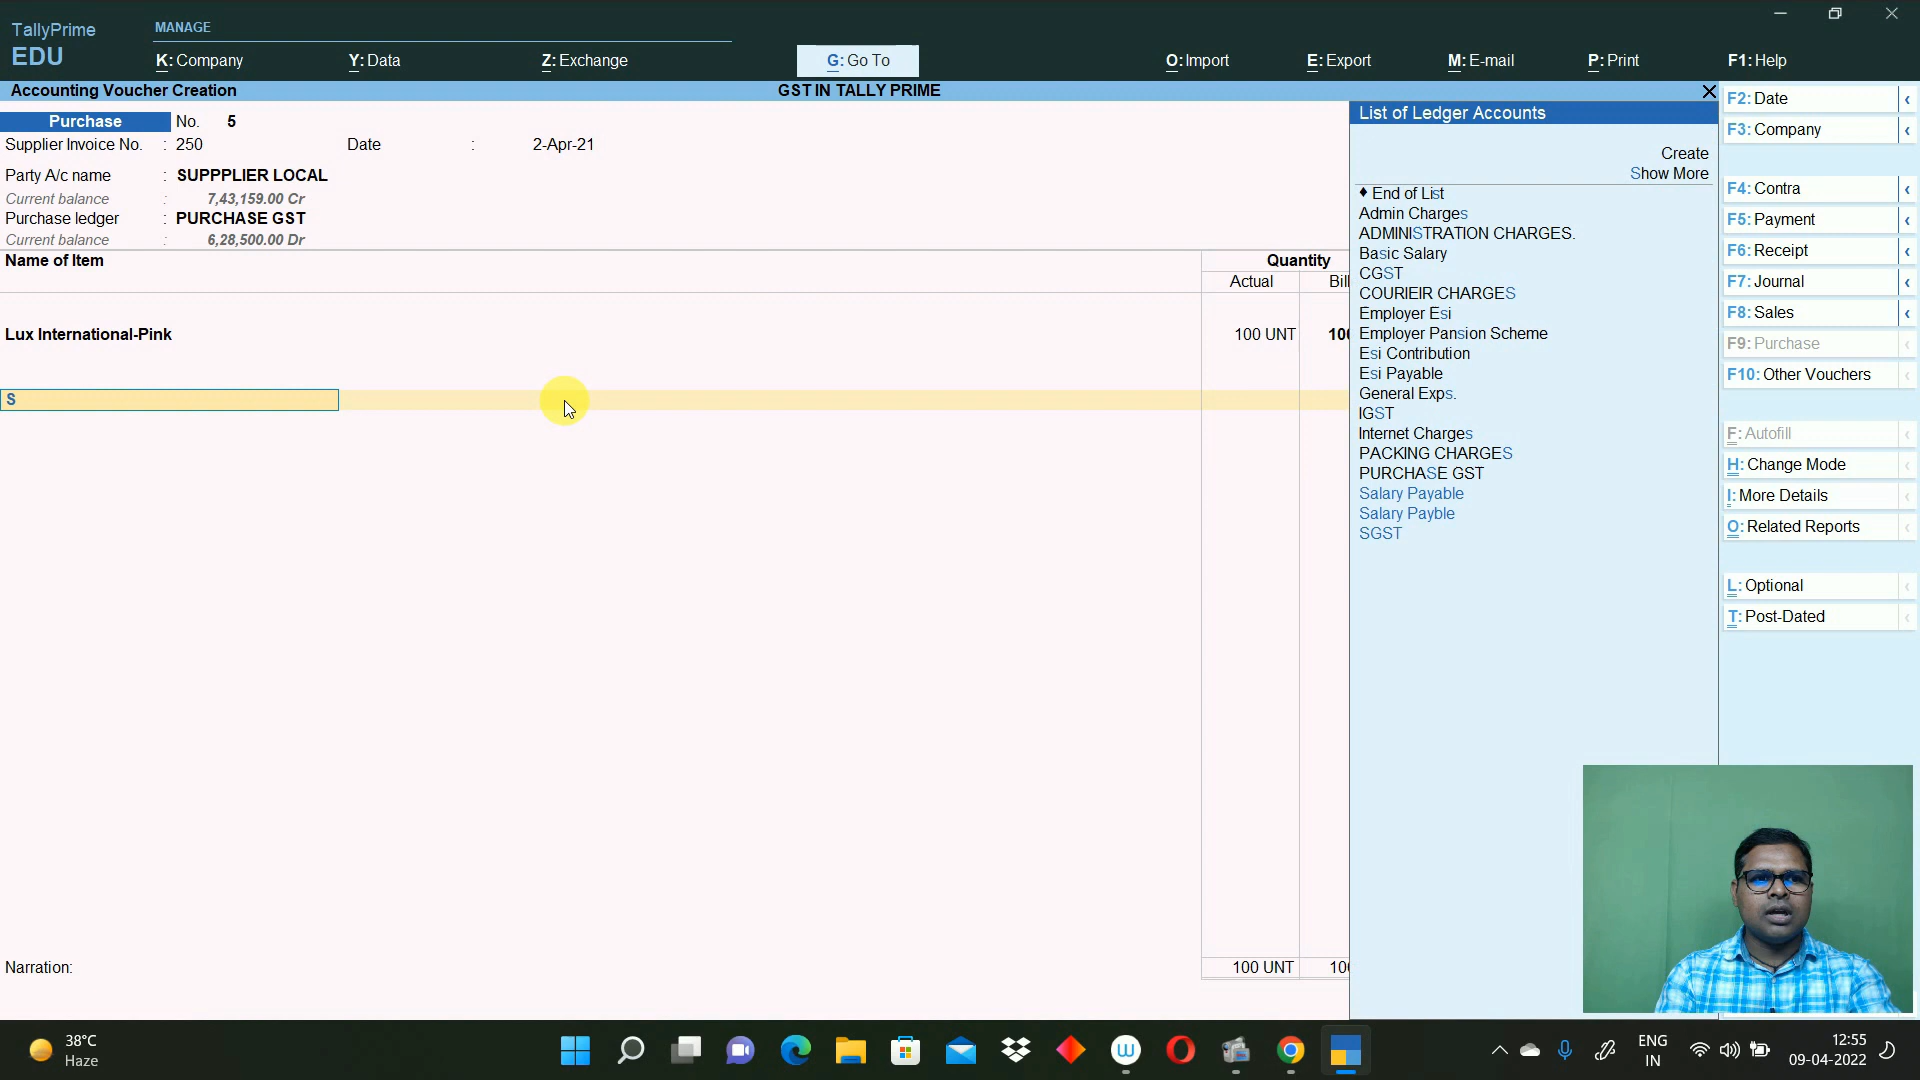 TallyPrime
EDU
MANAGE
K: Company
Y: Data
Z: Exchange
G: Go To
O: Import
E: Export
M: E-mail
P: Print
F1: Help
Accounting Voucher Creation
GST IN TALLY PRIME
Purchase No. 5
Supplier Invoice No. : 250 Date : 2-Apr-21
Party A/c name : SUPPPLIER LOCAL
Current balance : 7,43,159.00 Cr
Purchase ledger : PURCHASE GST
Current balance : 6,28,500.00 Dr
Name of Item
Quantity
Actual
Bill
Lux International-Pink
100 UNT
100
S
Narration:
100 UNT
100
List of Ledger Accounts
Create
Show More
♦ End of List
Admin Charges
ADMINISTRATION CHARGES.
Basic Salary
CGST
COURIEIR CHARGES
Employer Esi
Employer Pansion Scheme
Esi Contribution
Esi Payable
General Exps.
IGST
Internet Charges
PACKING CHARGES
PURCHASE GST
Salary Payable
Salary Payble
SGST
F2: Date
F3: Company
F4: Contra
F5: Payment
F6: Receipt
F7: Journal
F8: Sales
F9: Purchase
F10: Other Vouchers
F: Autofill
H: Change Mode
I: More Details
O: Related Reports
L: Optional
T: Post-Dated
38°C
Haze
ENG
IN
12:55
09-04-2022